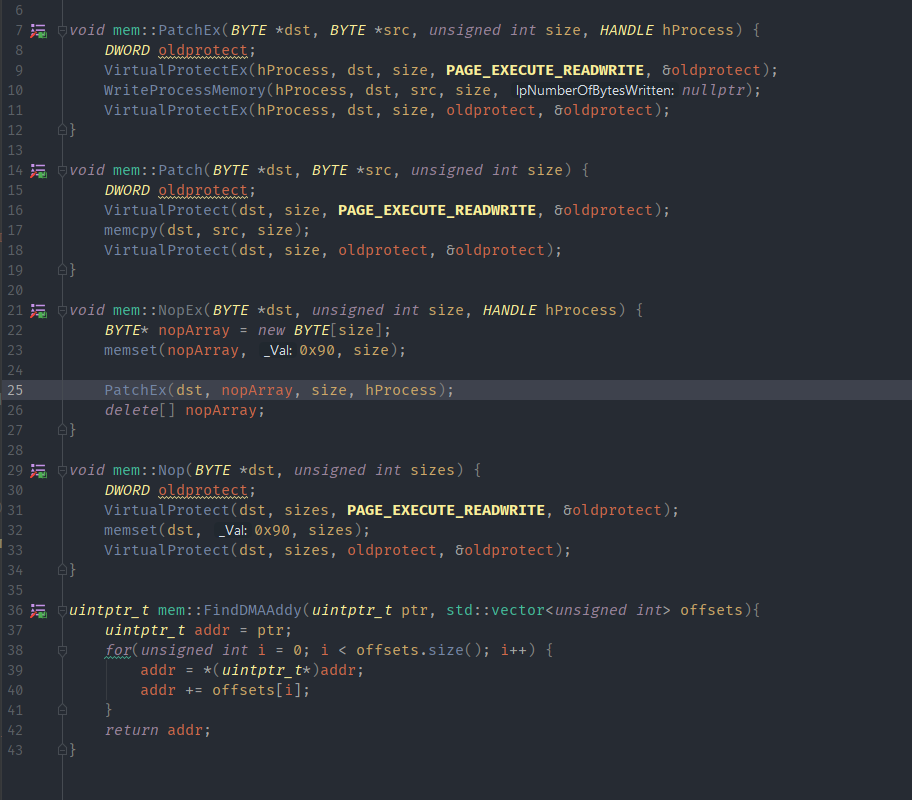 6
7 void mem::PatchEx(BYTE *dst, BYTE *src, unsigned int size, HANDLE hProcess) {
8     DWORD oldprotect;
9     VirtualProtectEx(hProcess, dst, size, PAGE_EXECUTE_READWRITE, &oldprotect);
10     WriteProcessMemory(hProcess, dst, src, size, lpNumberOfBytesWritten: nullptr);
11     VirtualProtectEx(hProcess, dst, size, oldprotect, &oldprotect);
12 }
13
14 void mem::Patch(BYTE *dst, BYTE *src, unsigned int size) {
15     DWORD oldprotect;
16     VirtualProtect(dst, size, PAGE_EXECUTE_READWRITE, &oldprotect);
17     memcpy(dst, src, size);
18     VirtualProtect(dst, size, oldprotect, &oldprotect);
19 }
20
21 void mem::NopEx(BYTE *dst, unsigned int size, HANDLE hProcess) {
22     BYTE* nopArray = new BYTE[size];
23     memset(nopArray, _Val: 0x90, size);
24
25     PatchEx(dst, nopArray, size, hProcess);
26     delete[] nopArray;
27 }
28
29 void mem::Nop(BYTE *dst, unsigned int sizes) {
30     DWORD oldprotect;
31     VirtualProtect(dst, sizes, PAGE_EXECUTE_READWRITE, &oldprotect);
32     memset(dst, _Val: 0x90, sizes);
33     VirtualProtect(dst, sizes, oldprotect, &oldprotect);
34 }
35
36 uintptr_t mem::FindDMAAddy(uintptr_t ptr, std::vector<unsigned int> offsets){
37     uintptr_t addr = ptr;
38     for(unsigned int i = 0; i < offsets.size(); i++) {
39         addr = *(uintptr_t*)addr;
40         addr += offsets[i];
41     }
42     return addr;
43 }